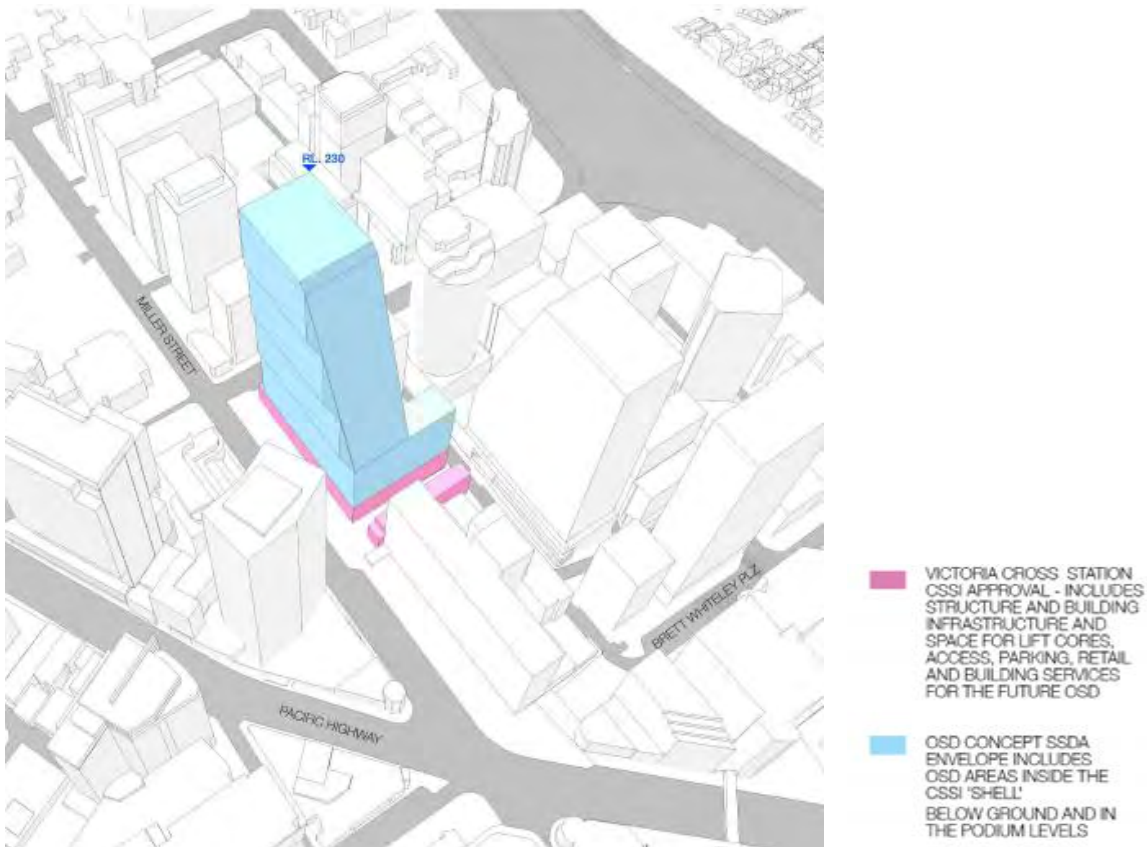 RL. 230
MILLER STREET
BRETT WHITELEY PLZ
PACIFIC HIGHWAY
VICTORIA CROSS STATION
CSSI APPROVAL - INCLUDES
STRUCTURE AND BUILDING
INFRASTRUCTURE AND
SPACE FOR LIFT CORES,
ACCESS, PARKING, RETAIL
AND BUILDING SERVICES
FOR THE FUTURE OSD
OSD CONCEPT SSDA
ENVELOPE INCLUDES
OSD AREAS INSIDE THE
CSSI 'SHELL'
BELOW GROUND AND IN
THE PODIUM LEVELS